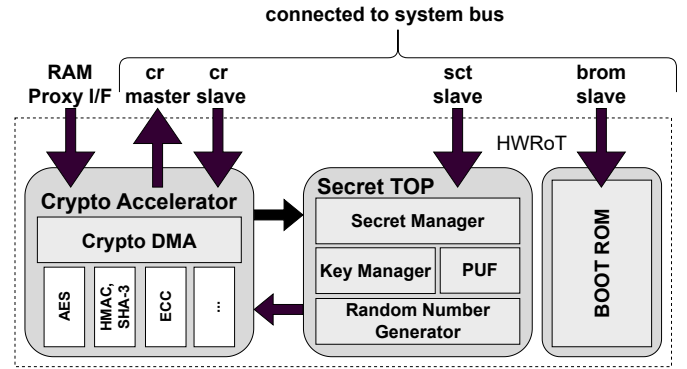 connected to system bus
RAM
Proxy I/F
cr
master
cr
slave
sct
slave
brom
slave
HWRoT
Crypto Accelerator
Crypto DMA
AES
HMAC,
SHA-3
ECC
...
Secret TOP
Secret Manager
Key Manager
PUF
Random Number
Generator
BOOT ROM